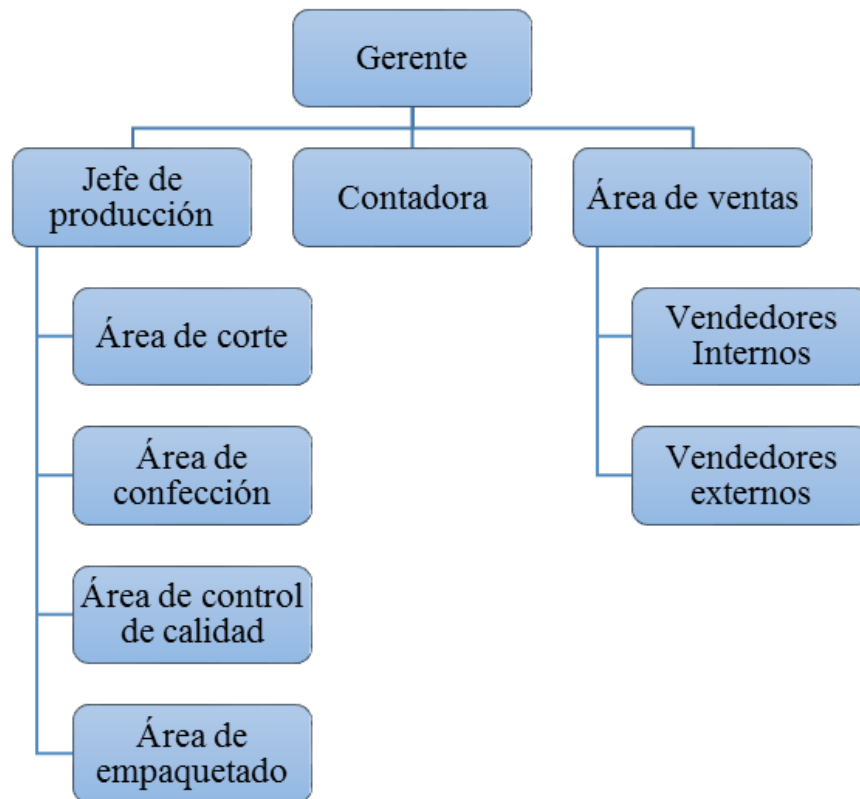 Gerente
Jefe de
producción
Contadora
Área de ventas
Área de corte
Área de
confección
Área de control
de calidad
Área de
empaquetado
Vendedores
Internos
Vendedores
externos